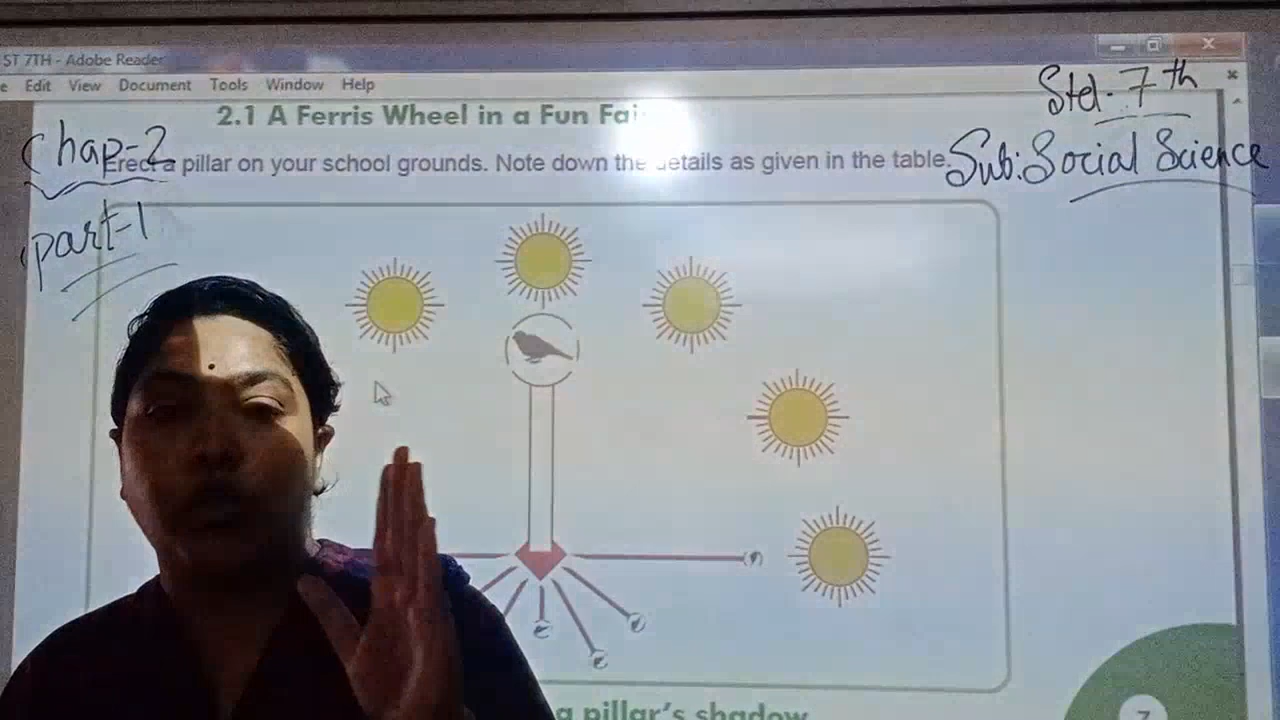 ST 7TH - Adobe Reader
Edit View Document Tools Window Help
Std- 7th
2.1 A Ferris Wheel in a Fun Fai
Chap-2
Erect a pillar on your school grounds. Note down the details as given in the table.
Sub: Social Science
part-1
a pillar's shadow
7